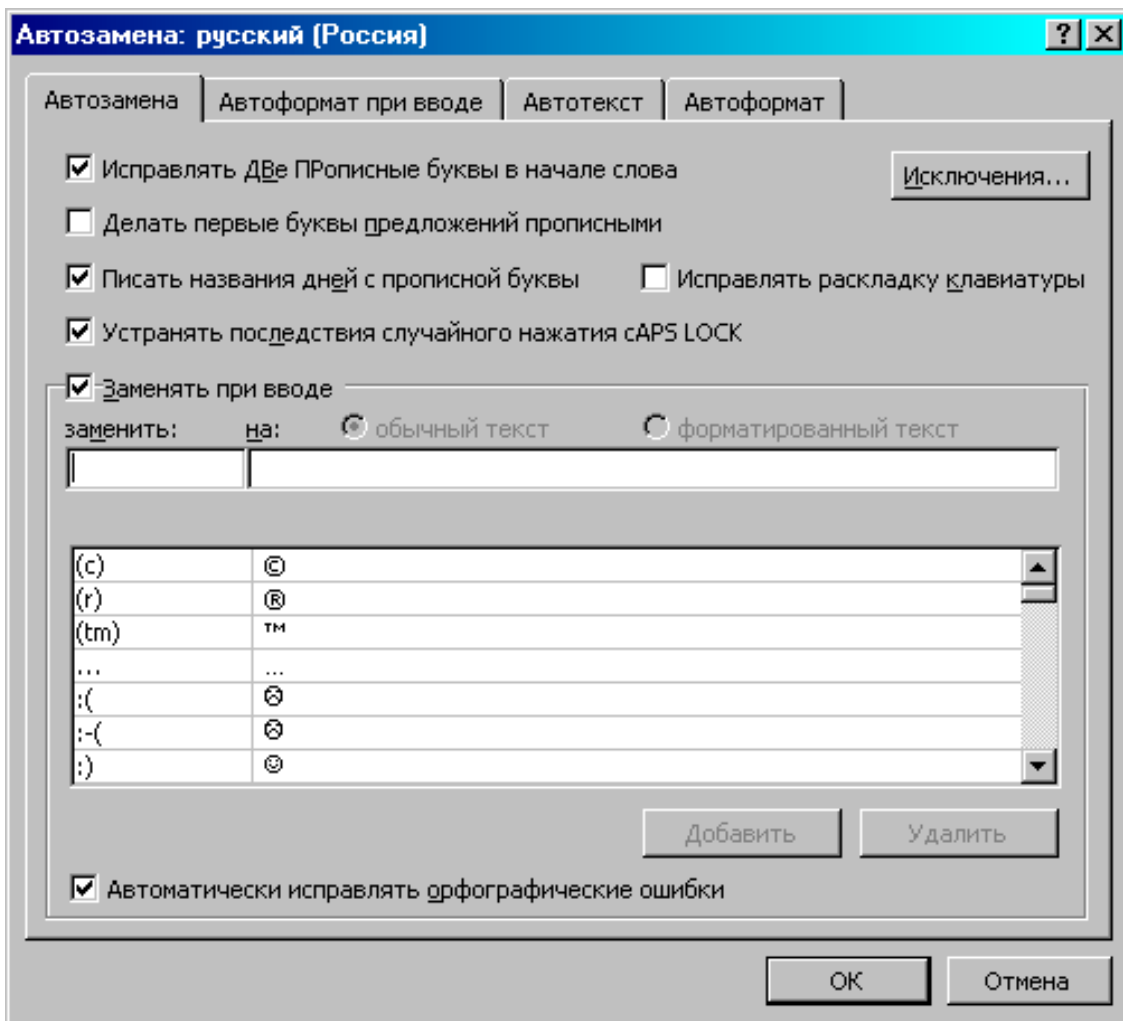 Автозамена: русский (Россия)
Автозамена Автоформат при вводе Автотекст Автоформат
Исправлять ДВе ПРописные буквы в начале слова Исключения...
Делать первые буквы предложений прописными
Писать названия дней с прописной буквы Исправлять раскладку клавиатуры
Устранять последствия случайного нажатия cAPS LOCK
Заменять при вводе
заменить: на: обычный текст форматированный текст
(c) ©
(r) ®
(tm) ™
... …
:( ☹
:-( ☹
:) ☺
Добавить Удалить
Автоматически исправлять орфографические ошибки
OK Отмена